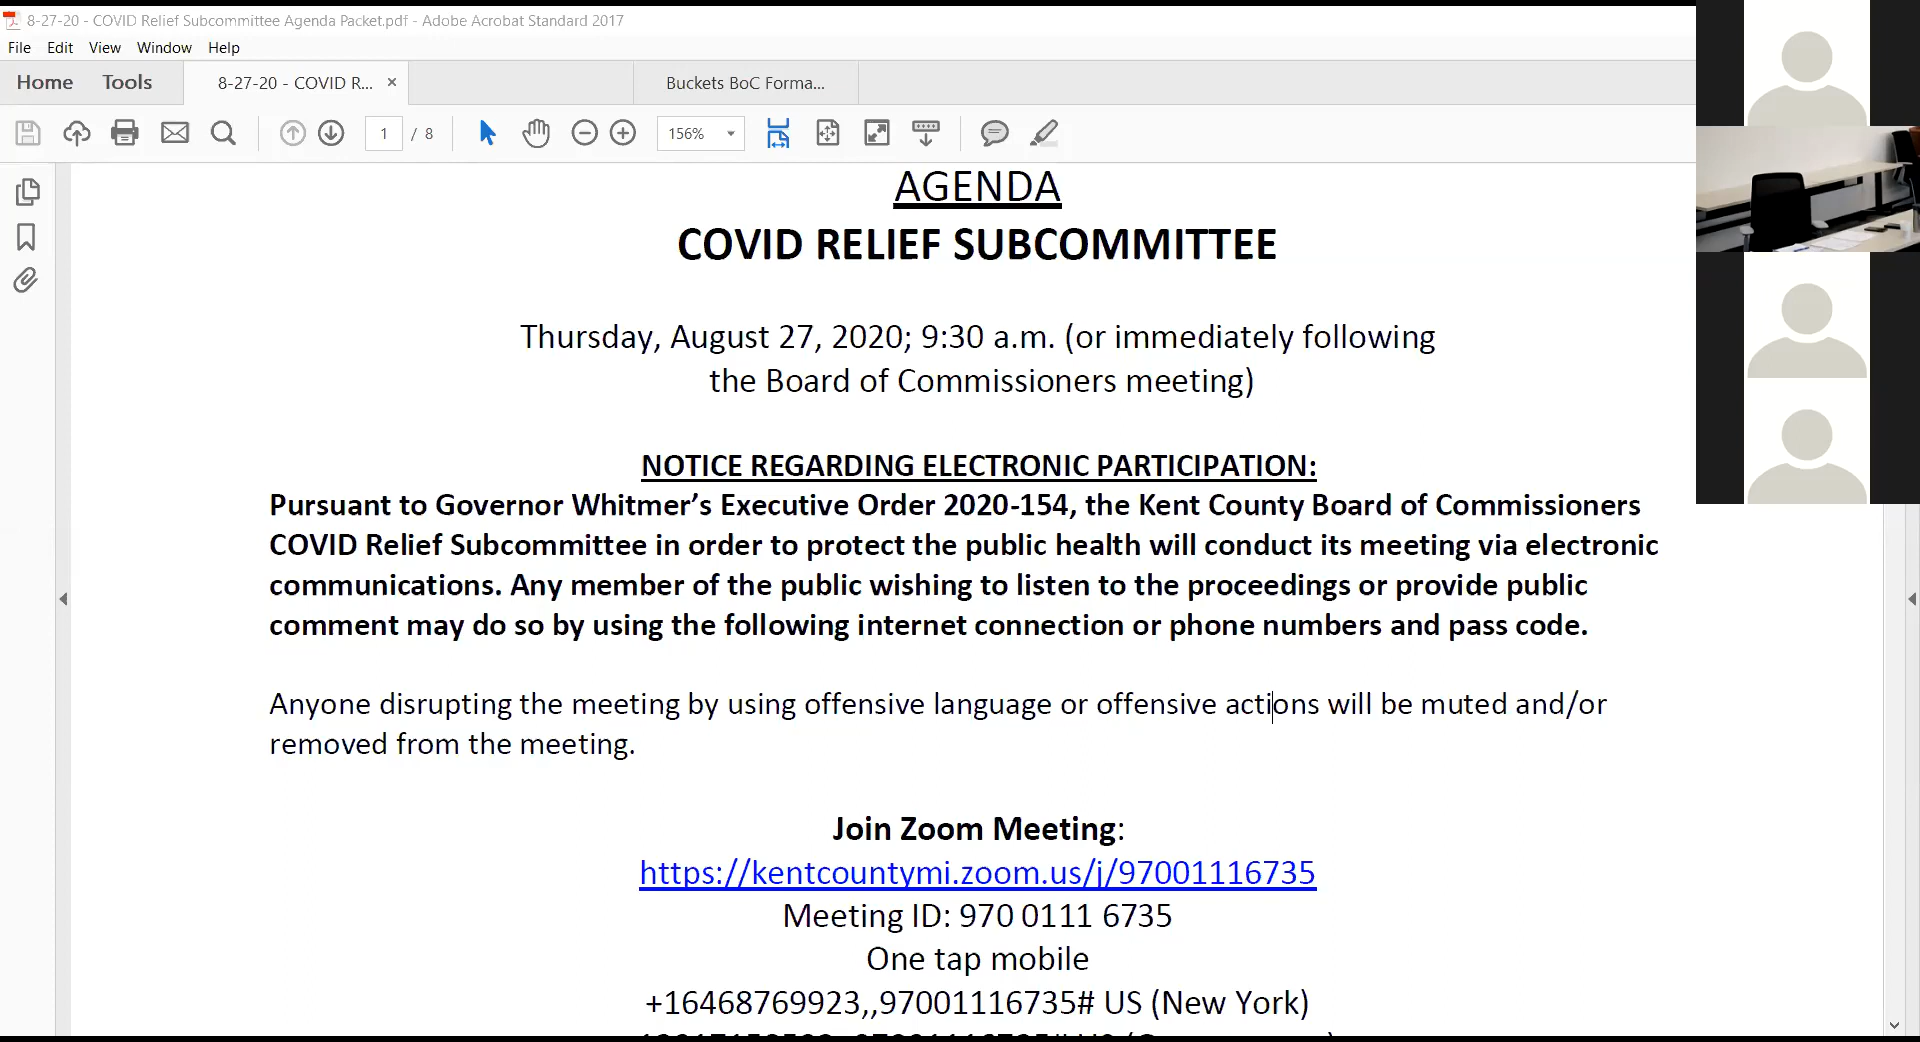 8-27-20 - COVID Relief Subcommittee Agenda Packet.pdf - Adobe Acrobat Standard 2017
File Edit View Window Help
Home Tools 8-27-20 - COVID R... × Buckets BoC Forma...
1 / 8 156%
AGENDA
COVID RELIEF SUBCOMMITTEE
Thursday, August 27, 2020; 9:30 a.m. (or immediately following
the Board of Commissioners meeting)
NOTICE REGARDING ELECTRONIC PARTICIPATION:
Pursuant to Governor Whitmer’s Executive Order 2020-154, the Kent County Board of Commissioners
COVID Relief Subcommittee in order to protect the public health will conduct its meeting via electronic
communications. Any member of the public wishing to listen to the proceedings or provide public
comment may do so by using the following internet connection or phone numbers and pass code.
Anyone disrupting the meeting by using offensive language or offensive actions will be muted and/or
removed from the meeting.
Join Zoom Meeting:
https://kentcountymi.zoom.us/j/97001116735
Meeting ID: 970 0111 6735
One tap mobile
+16468769923,,97001116735# US (New York)